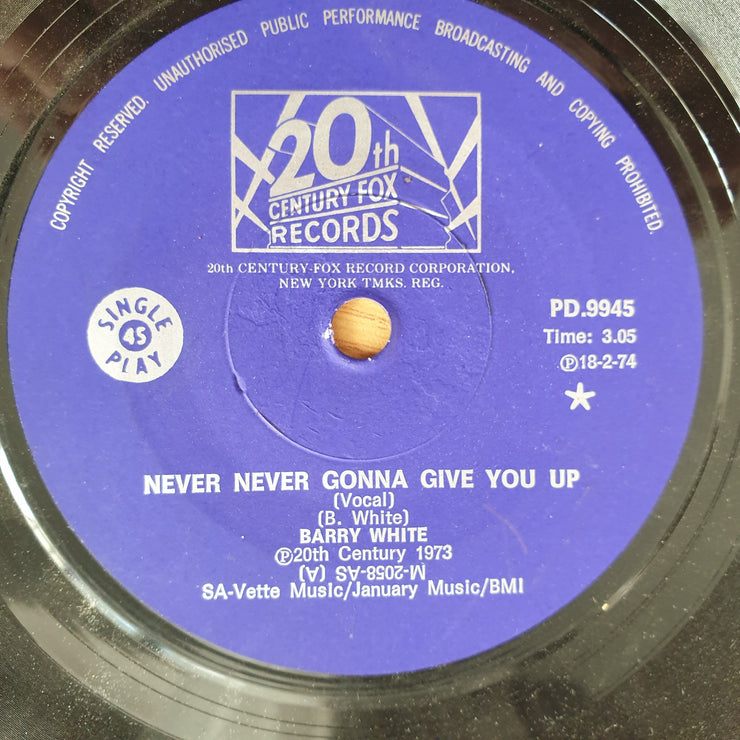 COPYRIGHT RESERVED. UNAUTHORISED PUBLIC PERFORMANCE BROADCASTING AND COPYING PROHIBITED.
20th
CENTURY FOX
RECORDS
20th CENTURY-FOX RECORD CORPORATION,
NEW YORK TMKS. REG.
SINGLE
45
PLAY
PD.9945
Time: 3.05
Ⓟ18-2-74
NEVER NEVER GONNA GIVE YOU UP
(Vocal)
(B. White)
BARRY WHITE
Ⓟ20th Century 1973
M-2058-AS (A)
SA-Vette Music/January Music/BMI